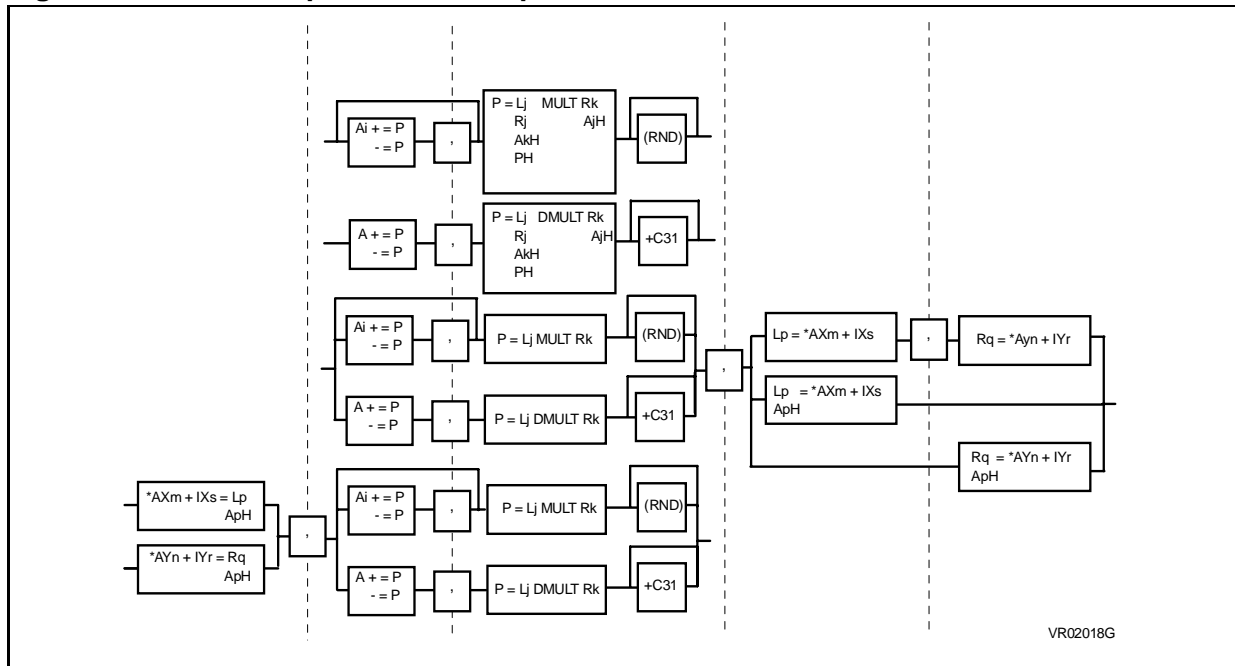 Ai + = P
- = P
,
P = Lj MULT Rk
Rj AjH
AkH
PH
(RND)
A + = P
- = P
,
P = Lj DMULT Rk
Rj AjH
AkH
PH
+C31
Ai + = P
- = P
,
P = Lj MULT Rk
(RND)
A + = P
- = P
,
P = Lj DMULT Rk
+C31
,
Lp = *AXm + IXs
,
Rq = *Ayn + IYr
Lp = *AXm + IXs
ApH
Rq = *AYn + IYr
ApH
*AXm + IXs = Lp
ApH
*AYn + IYr = Rq
ApH
,
Ai + = P
- = P
,
P = Lj MULT Rk
(RND)
A + = P
- = P
,
P = Lj DMULT Rk
+C31
VR02018G